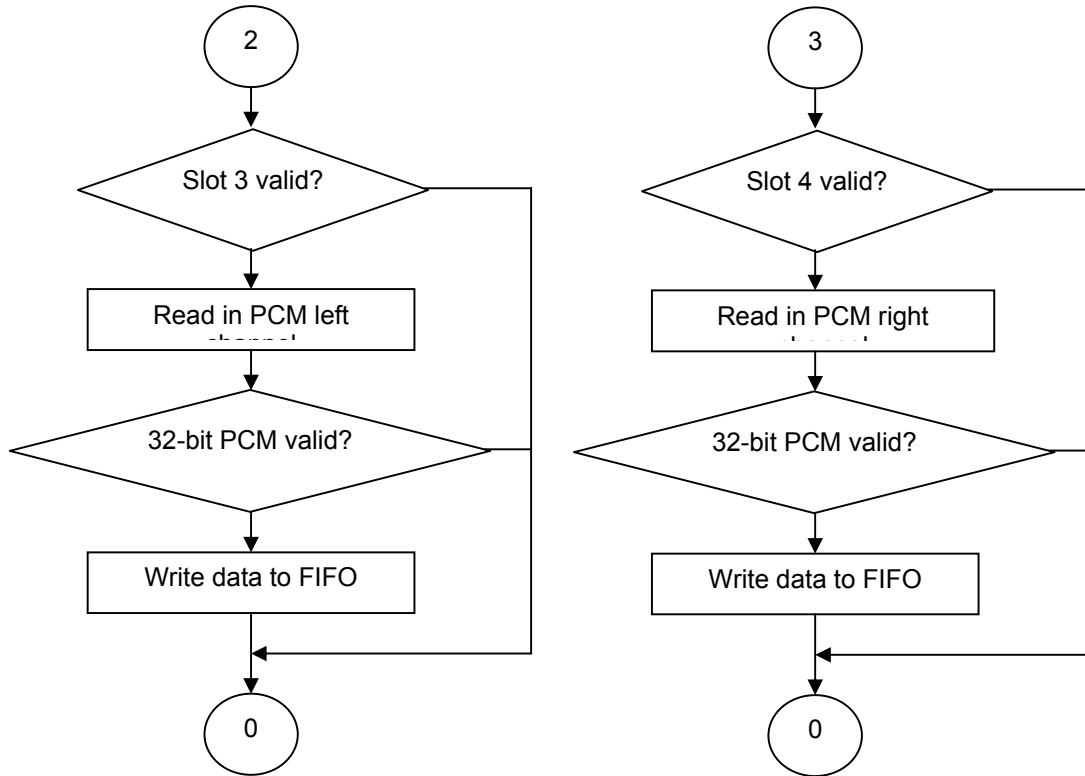 2
Slot 3 valid?
Read in PCM left
32-bit PCM valid?
Write data to FIFO
0
3
Slot 4 valid?
Read in PCM right
32-bit PCM valid?
Write data to FIFO
0